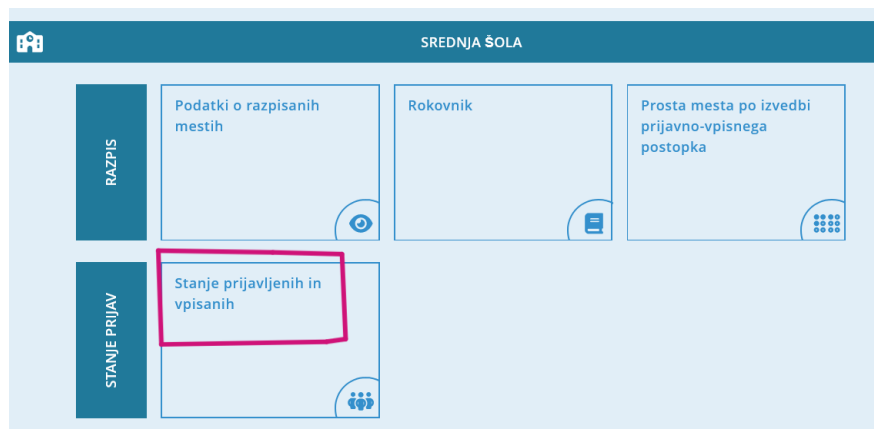 SREDNJA ŠOLA
RAZPIS
Podatki o razpisanih
mestih
Rokovnik
Prosta mesta po izvedbi
prijavno-vpisnega
postopka
STANJE PRIJAV
Stanje prijavljenih in
vpisanih